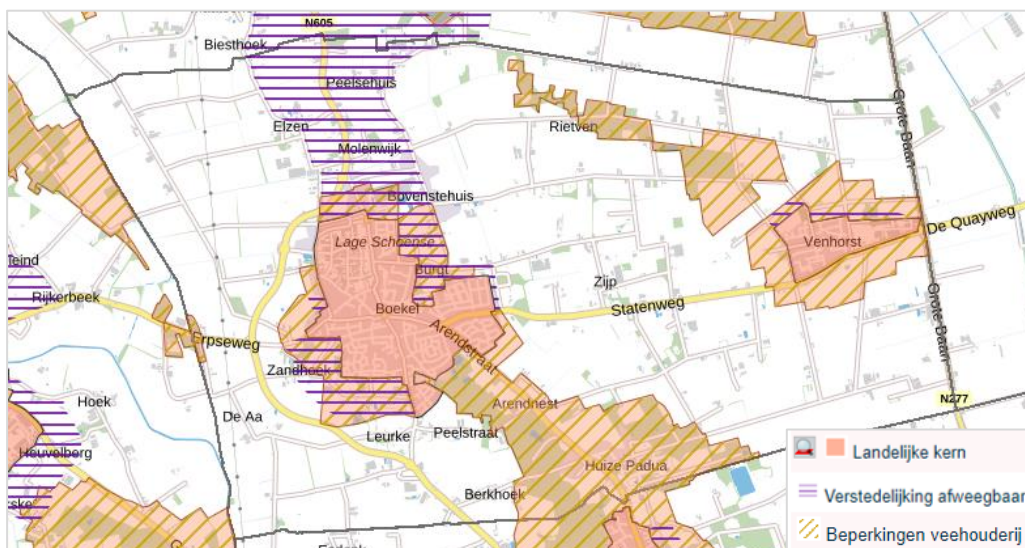 N605
Biesthoek
Peelsehuis
Elzen
Rietven
Molenwijk
Bovenstehuis
Grote Baan
De Quayweg
Lage Schoense
Venhorst
Teind
Burgt
Zijp
Rijkerbeek
Boekel
Statenweg
Erpseweg
Arendstraat
Grote Baan
Zandhoek
Hoek
De Aa
Arendnest
N277
Leurke
Peelstraat
Heuvelberg
Huize Padua
Landelijke kern
Berkhoek
Verstedelijking afweegbaar
Beperkingen veehouderij